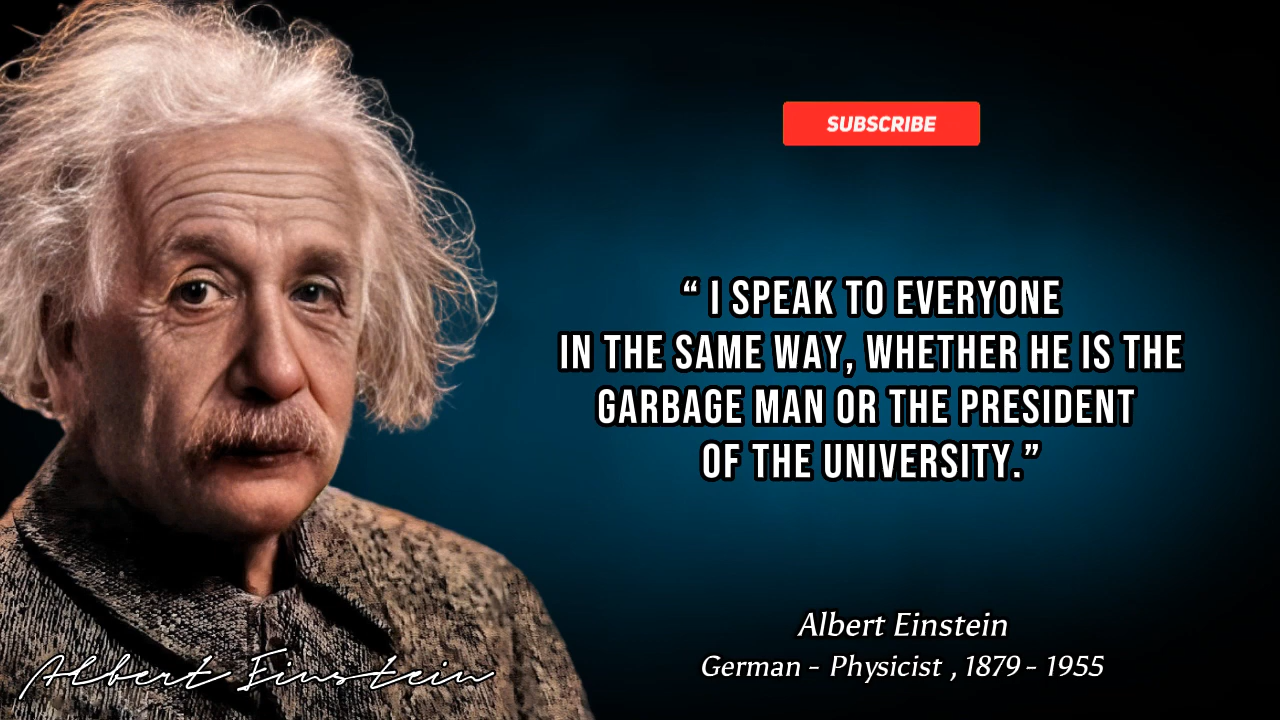 SUBSCRIBE
“ I SPEAK TO EVERYONE
IN THE SAME WAY, WHETHER HE IS THE
GARBAGE MAN OR THE PRESIDENT
OF THE UNIVERSITY.”
Albert Einstein
German - Physicist , 1879 - 1955
Albert Einstein